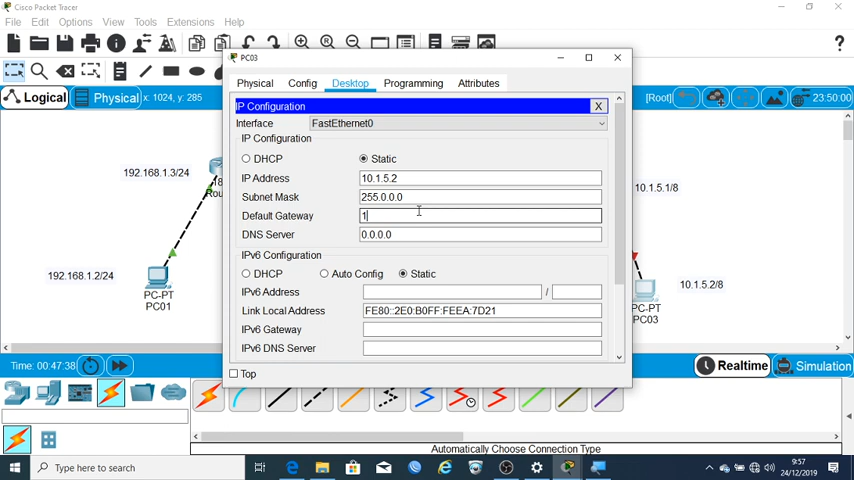 Cisco Packet Tracer
File Edit Options View Tools Extensions Help
PC03
Logical
Physical
x: 1024, y: 285
[Root]
23:50:00
Physical Config Desktop Programming Attributes
IP Configuration
X
Interface
FastEthernet0
IP Configuration
DHCP
Static
IP Address
10.1.5.2
Subnet Mask
255.0.0.0
Default Gateway
1
DNS Server
0.0.0.0
IPv6 Configuration
DHCP
Auto Config
Static
IPv6 Address
/
Link Local Address
FE80::2E0:B0FF:FEEA:7D21
IPv6 Gateway
IPv6 DNS Server
Top
192.168.1.3/24
18
Rou
192.168.1.2/24
PC-PT
PC01
10.1.5.1/8
10.1.5.2/8
PC-PT
PC03
Time: 00:47:38
Realtime
Simulation
Automatically Choose Connection Type
Type here to search
9:57
24/12/2019